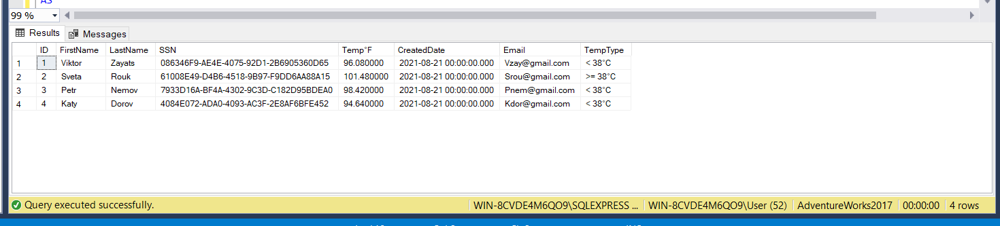 AS
99 %
Results Messages
ID FirstName LastName SSN Temp°F CreatedDate Email TempType
1 1 Viktor Zayats 086346F9-AE4E-4075-92D1-2B6905360D65 96.080000 2021-08-21 00:00:00.000 Vzay@gmail.com < 38°C
2 2 Sveta Rouk 61008E49-D4B6-4518-9B97-F9DD6AA88A15 101.480000 2021-08-21 00:00:00.000 Srou@gmail.com >= 38°C
3 3 Petr Nemov 7933D16A-BF4A-4302-9C3D-C182D95BDEA0 98.420000 2021-08-21 00:00:00.000 Pnem@gmail.com < 38°C
4 4 Katy Dorov 4084E072-ADA0-4093-AC3F-2E8AF6BFE452 94.640000 2021-08-21 00:00:00.000 Kdor@gmail.com < 38°C
Query executed successfully. WIN-8CVDE4M6QO9\SQLEXPRESS ... WIN-8CVDE4M6QO9\User (52) AdventureWorks2017 00:00:00 4 rows